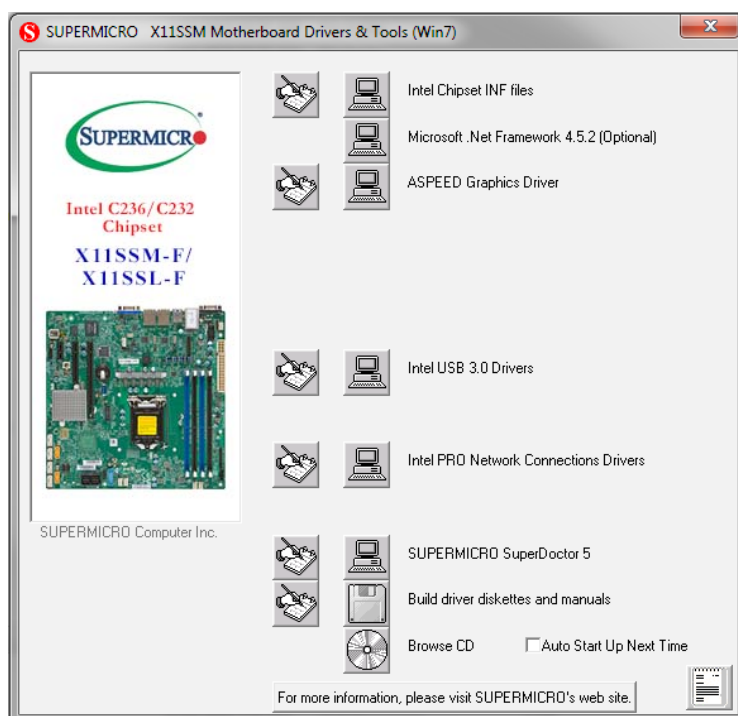 SUPERMICRO X11SSM Motherboard Drivers & Tools (Win7)
SUPERMICRO
Intel C236/C232
Chipset
X11SSM-F/
X11SSL-F
SUPERMICRO Computer Inc.
Intel Chipset INF files
Microsoft .Net Framework 4.5.2 (Optional)
ASPEED Graphics Driver
Intel USB 3.0 Drivers
Intel PRO Network Connections Drivers
SUPERMICRO SuperDoctor 5
Build driver diskettes and manuals
Browse CD
Auto Start Up Next Time
For more information, please visit SUPERMICRO's web site.